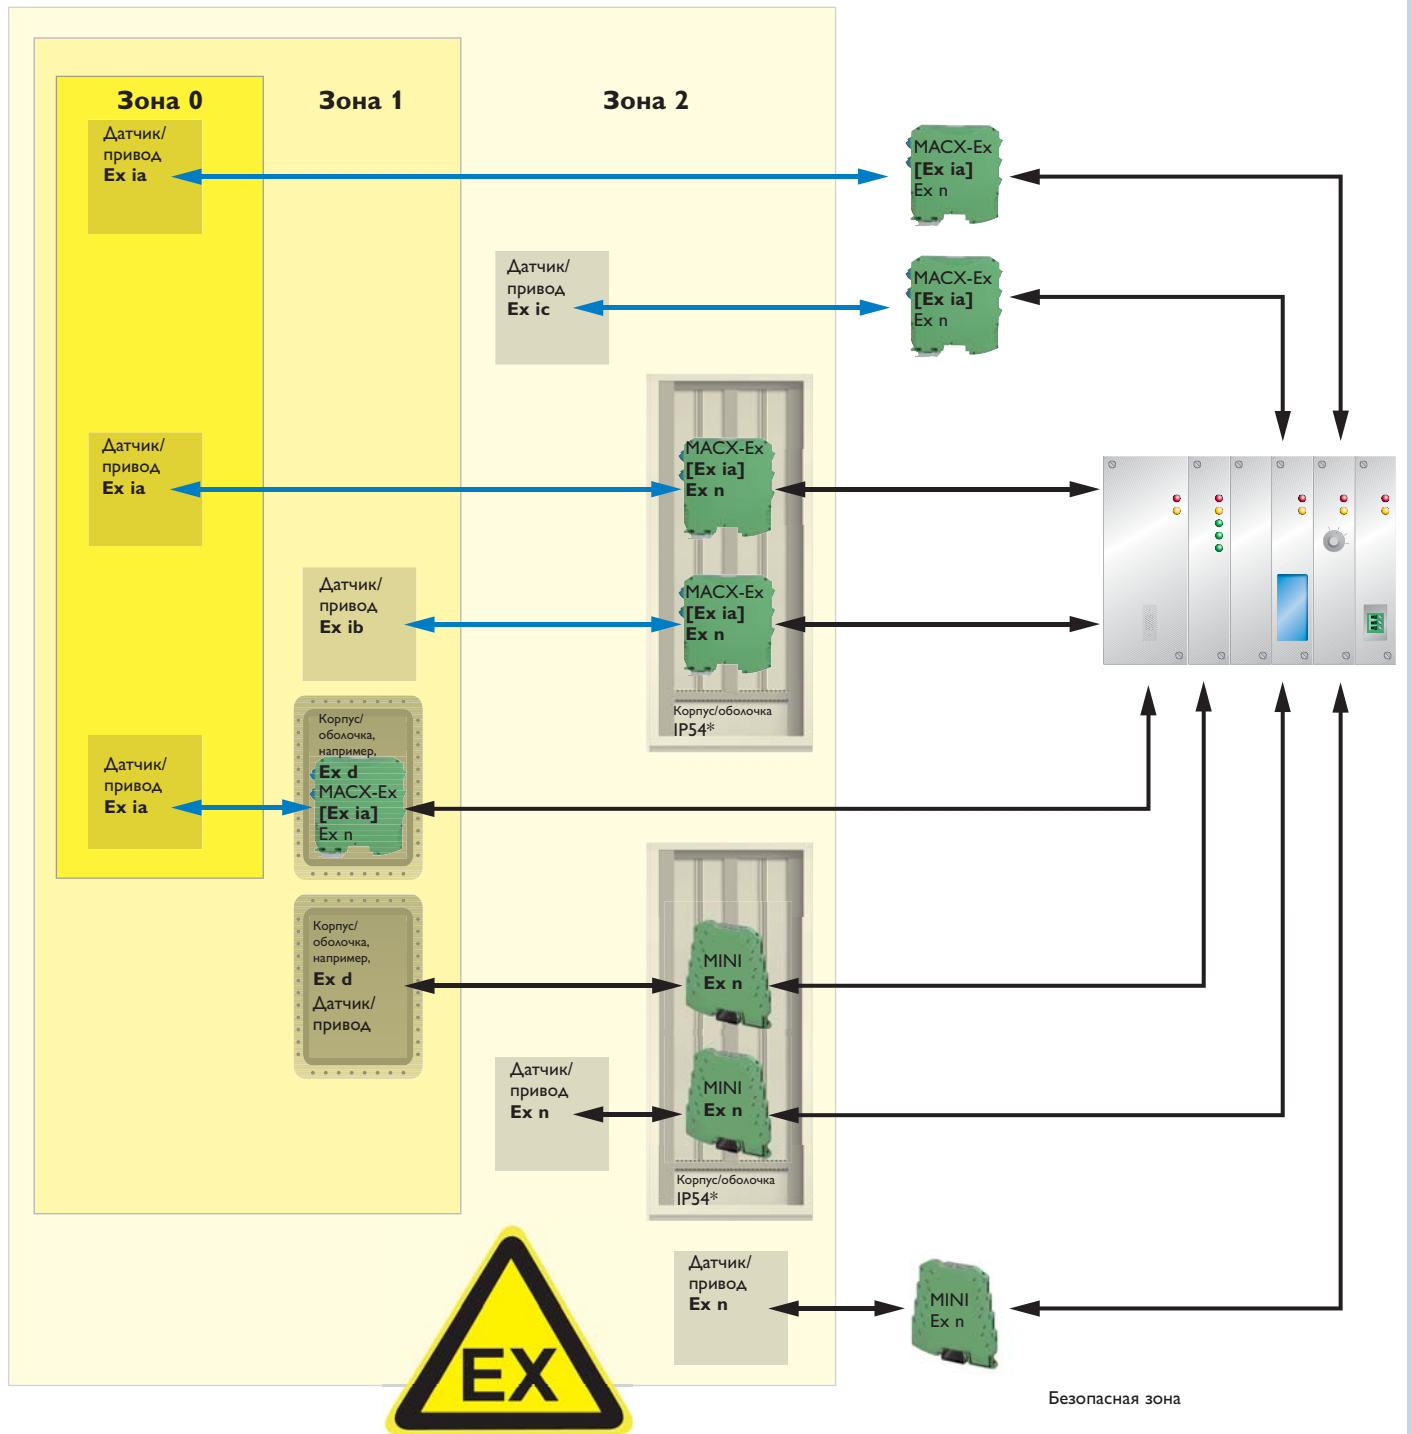 Зона 0
Зона 1
Зона 2
Датчик/
привод
Ex ia
MACX-Ex
[Ex ia]
Ex n
Датчик/
привод
Ex ic
MACX-Ex
[Ex ia]
Ex n
Датчик/
привод
Ex ia
MACX-Ex
[Ex ia]
Ex n
Датчик/
привод
Ex ib
MACX-Ex
[Ex ia]
Ex n
Корпус/оболочка
IP54*
Датчик/
привод
Ex ia
Корпус/
оболочка,
например,
Ex d
MACX-Ex
[Ex ia]
Ex n
Корпус/
оболочка,
например,
Ex d
Датчик/
привод
MINI
Ex n
Датчик/
привод
Ex n
MINI
Ex n
Корпус/оболочка
IP54*
Датчик/
привод
Ex n
MINI
Ex n
EX
Безопасная зона